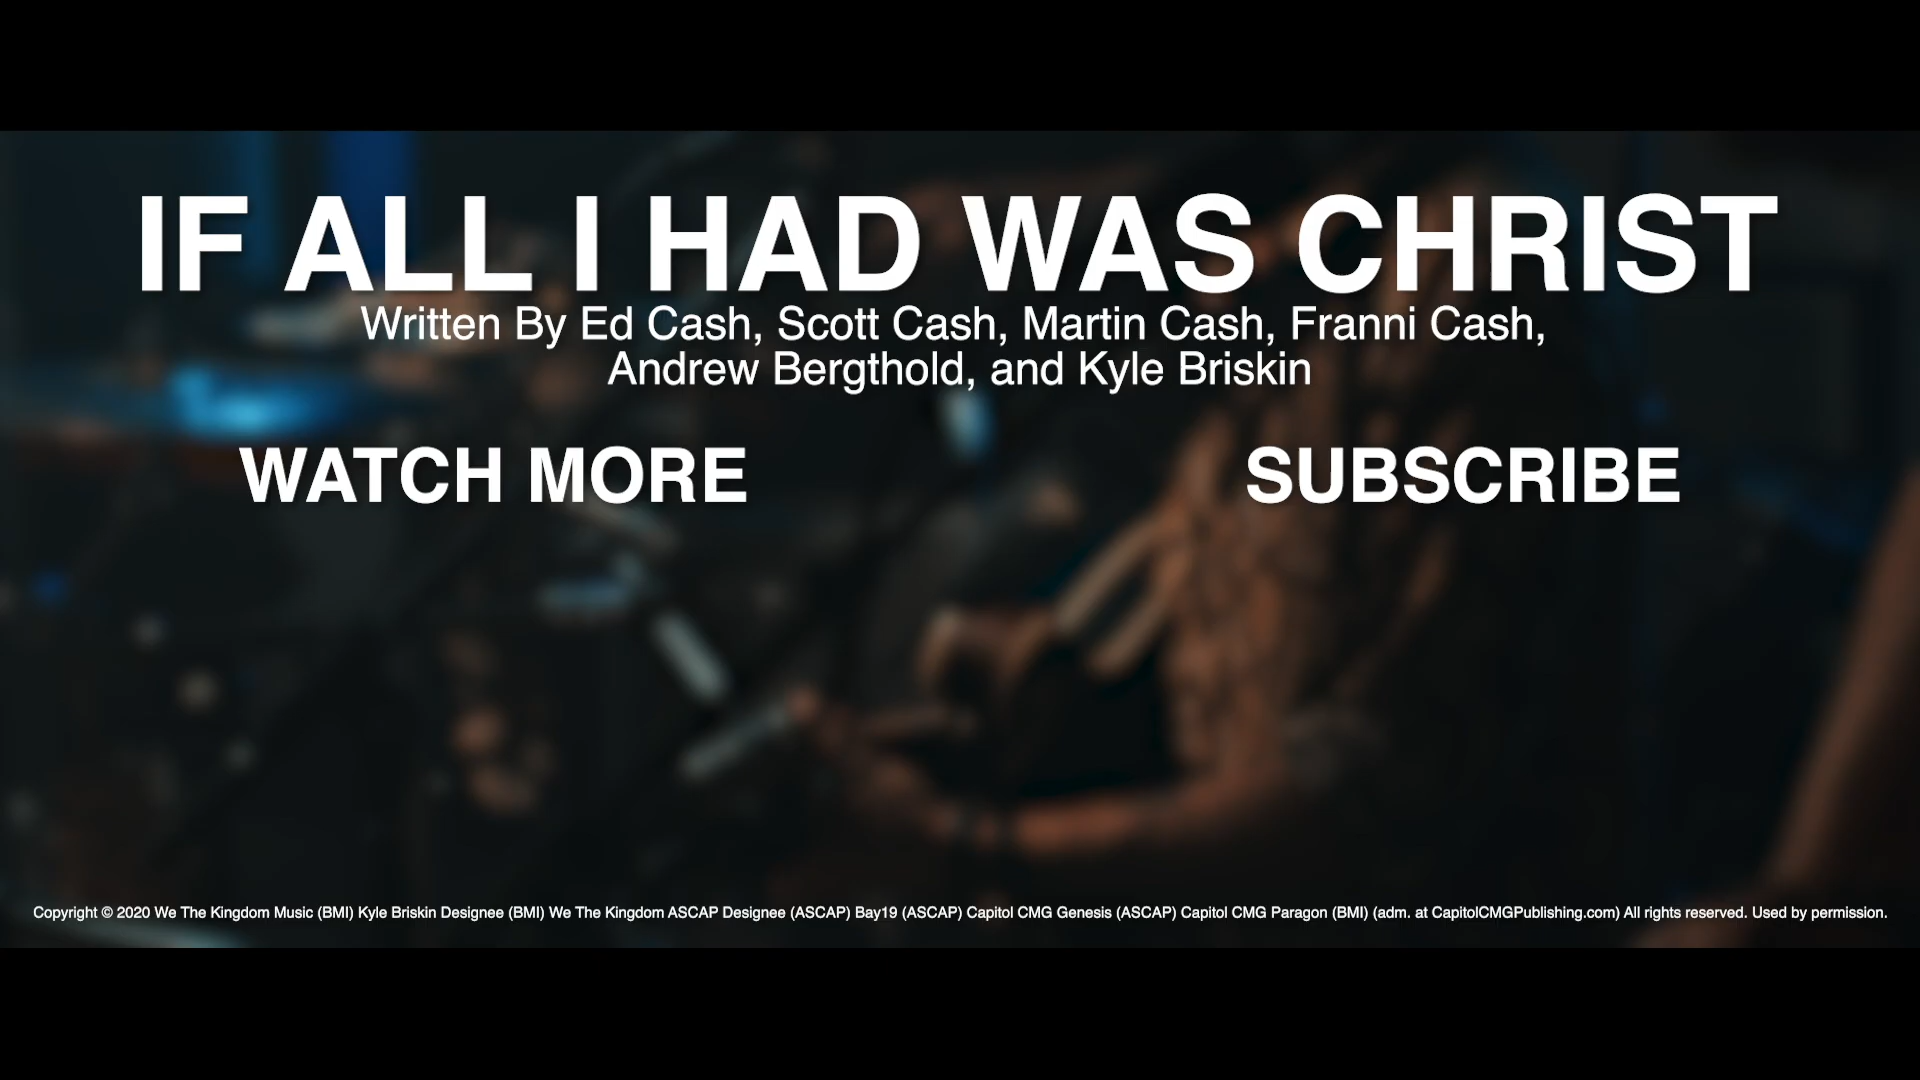 IF ALL I HAD WAS CHRIST
Written By Ed Cash, Scott Cash, Martin Cash, Franni Cash,
Andrew Bergthold, and Kyle Briskin
WATCH MORE
SUBSCRIBE
Copyright © 2020 We The Kingdom Music (BMI) Kyle Briskin Designee (BMI) We The Kingdom ASCAP Designee (ASCAP) Bay19 (ASCAP) Capitol CMG Genesis (ASCAP) Capitol CMG Paragon (BMI) (adm. at CapitolCMGPublishing.com) All rights reserved. Used by permission.